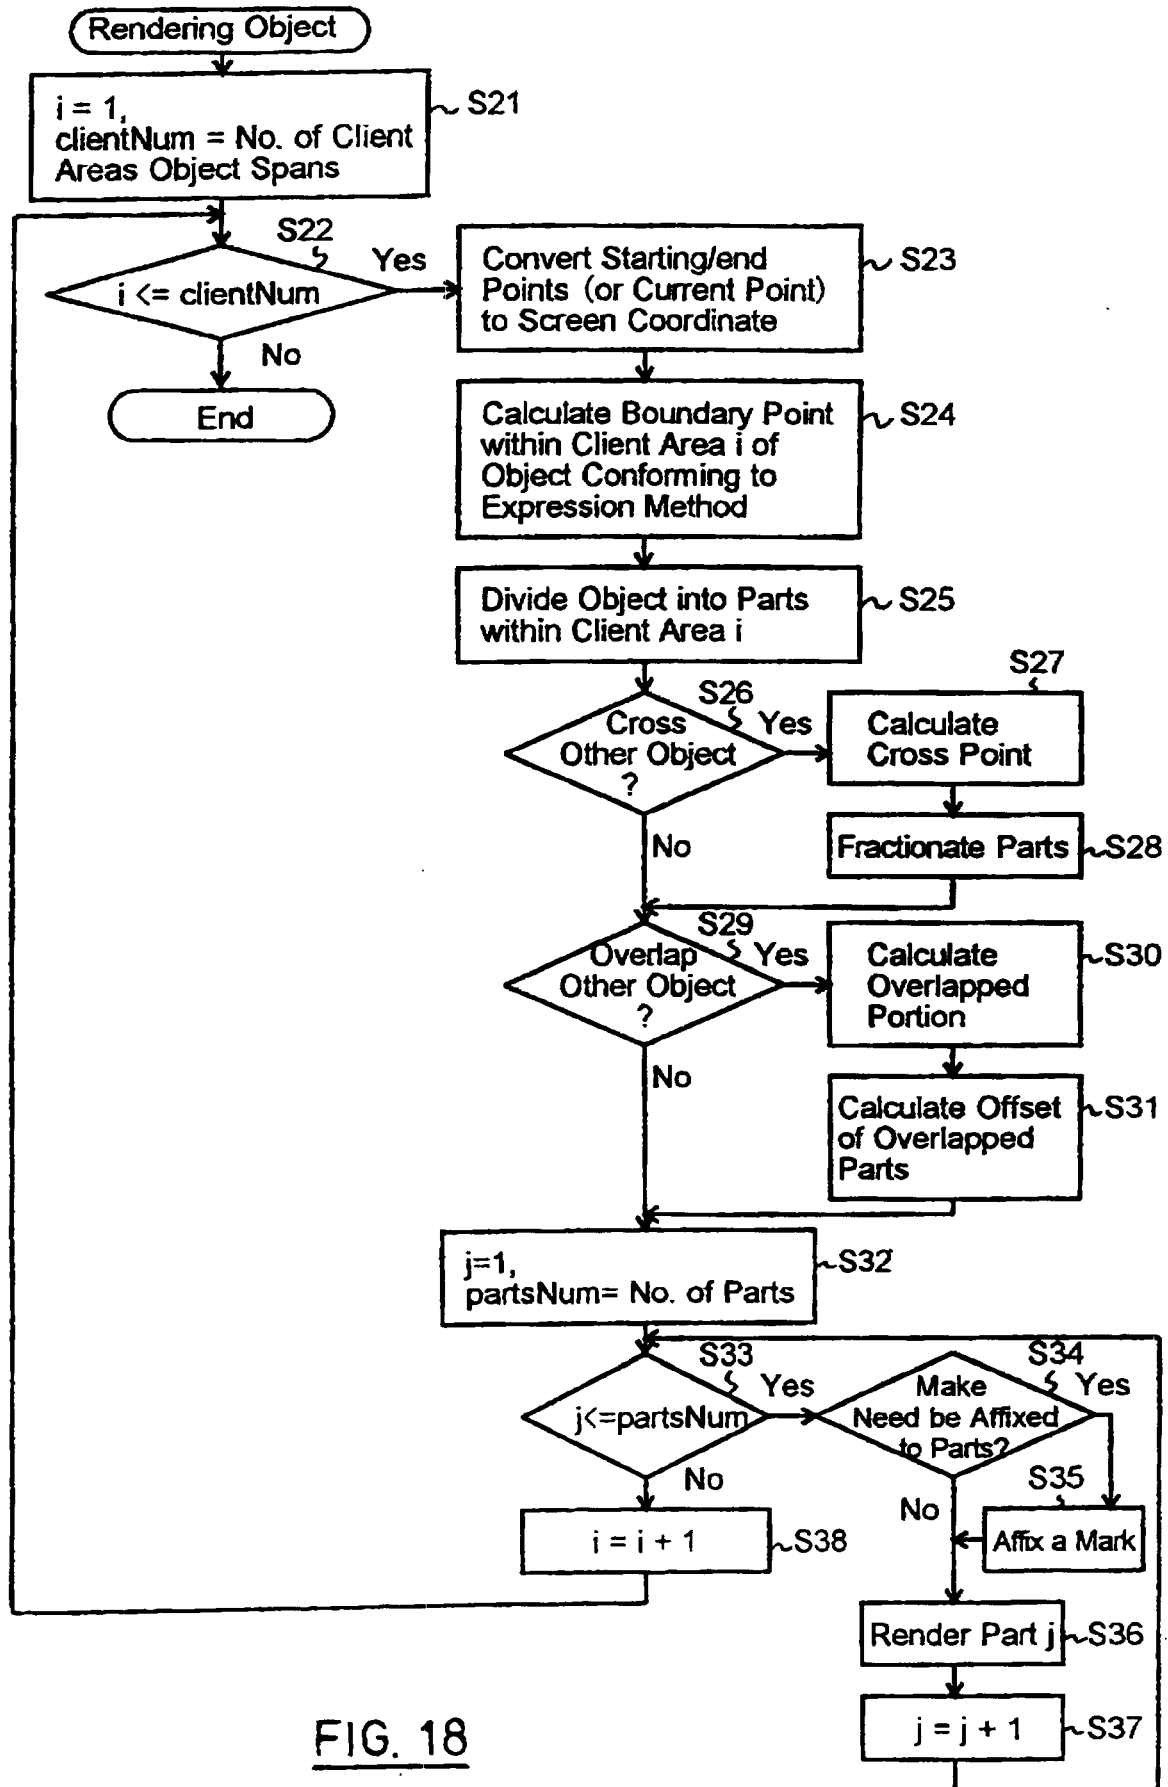 Rendering Object
i = 1,
clientNum = No. of Client
Areas Object Spans
S21
S22
i <= clientNum
Yes
No
End
Convert Starting/end
Points (or Current Point)
to Screen Coordinate
S23
Calculate Boundary Point
within Client Area i of
Object Conforming to
Expression Method
S24
Divide Object into Parts
within Client Area i
S25
S26
Cross
Other Object
?
Yes
No
S27
Calculate
Cross Point
Fractionate Parts
S28
S29
Overlap
Other Object
?
Yes
No
Calculate
Overlapped
Portion
S30
Calculate Offset
of Overlapped
Parts
S31
j=1,
partsNum= No. of Parts
S32
S33
j<=partsNum
Yes
No
S34
Make
Need be Affixed
to Parts?
Yes
No
S35
Affix a Mark
i = i + 1
S38
Render Part j
S36
j = j + 1
S37
FIG. 18